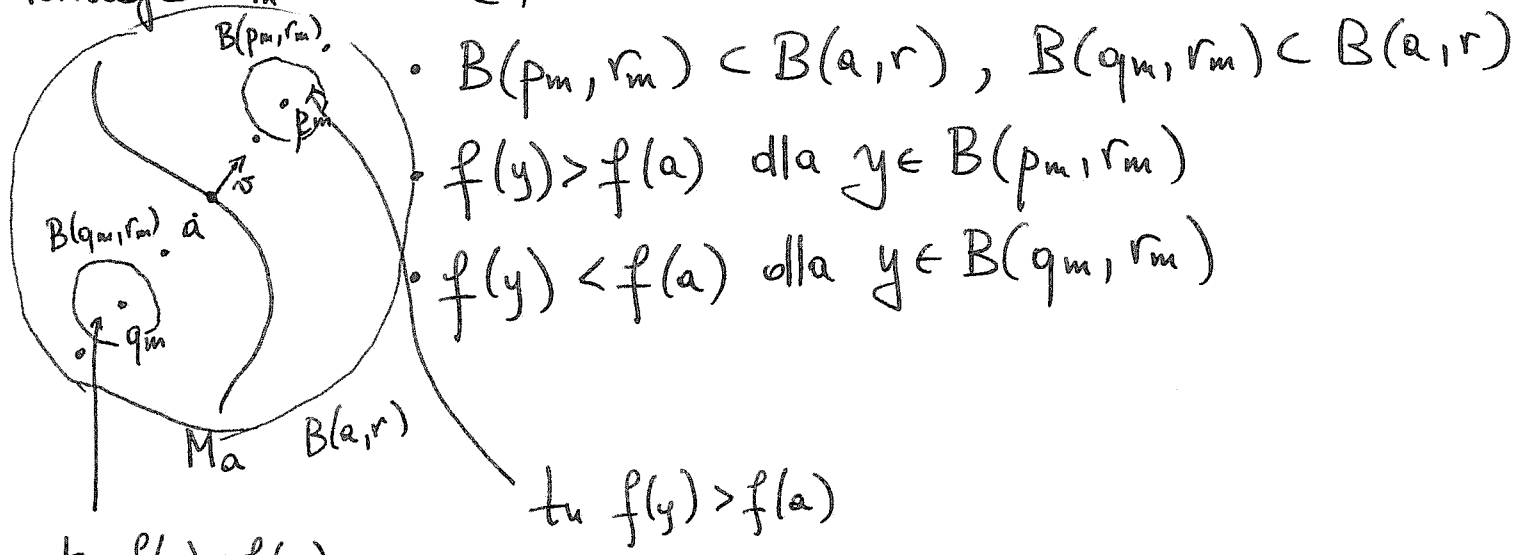 B(pₘ,rₘ)
• B(pₘ,rₘ) ⊂ B(a,r), B(qₘ,rₘ) ⊂ B(a,r)
pₘ
• f(y)>f(a) dla y∈B(pₘ,rₘ)
v
B(qₘ,rₘ) a
• f(y)<f(a) dla y∈B(qₘ,rₘ)
qₘ
Mₐ B(a,r)
tu f(y)>f(a)